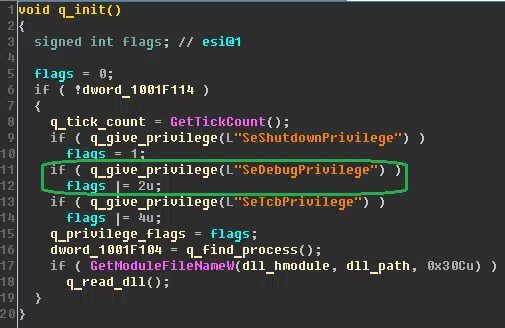 1 void q_init()
2 {
3 signed int flags; // esi@1
4
5 flags = 0;
6 if ( !dword_1001F114 )
7 {
8 q_tick_count = GetTickCount();
9 if ( q_give_privilege(L"SeShutdownPrivilege") )
10 flags = 1;
11 if ( q_give_privilege(L"SeDebugPrivilege") )
12 flags |= 2u;
13 if ( q_give_privilege(L"SeTcbPrivilege") )
14 flags |= 4u;
15 q_privilege_flags = flags;
16 dword_1001F104 = q_find_process();
17 if ( GetModuleFileNameW(dll_hmodule, dll_path, 0x30Cu) )
18 q_read_dll();
19 }
20 }